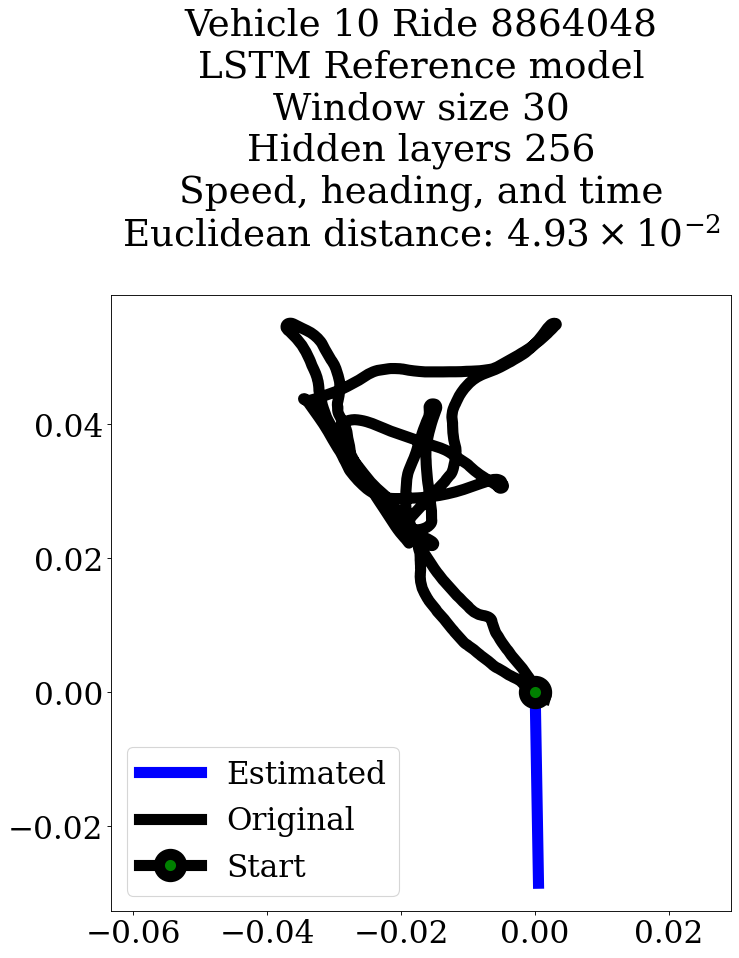 Vehicle 10 Ride 8864048
LSTM Reference model
Window size 30
Hidden layers 256
Speed, heading, and time
Euclidean distance: 4.93 × 10⁻²
0.04
0.02
0.00
−0.02
Estimated
Original
Start
−0.06 −0.04 −0.02 0.00 0.02